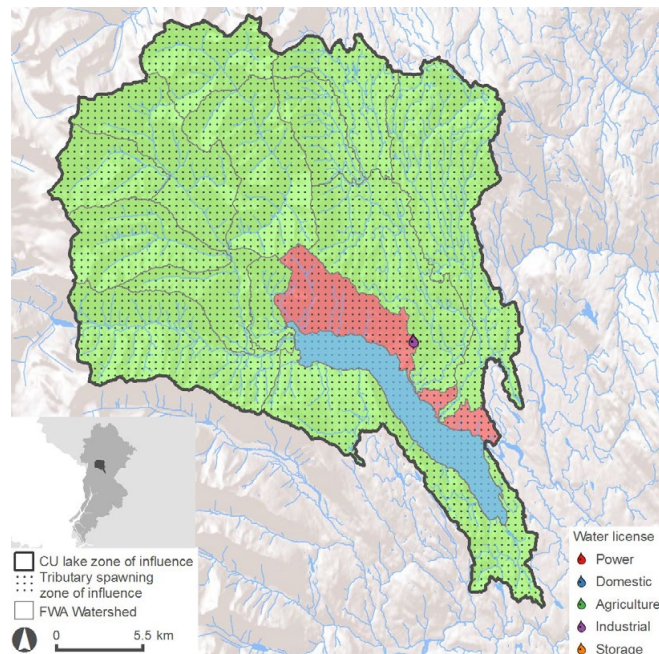 CU lake zone of influence
Tributary spawning
zone of influence
FWA Watershed
0 5.5 km
Water license
Power
Domestic
Agriculture
Industrial
Storage